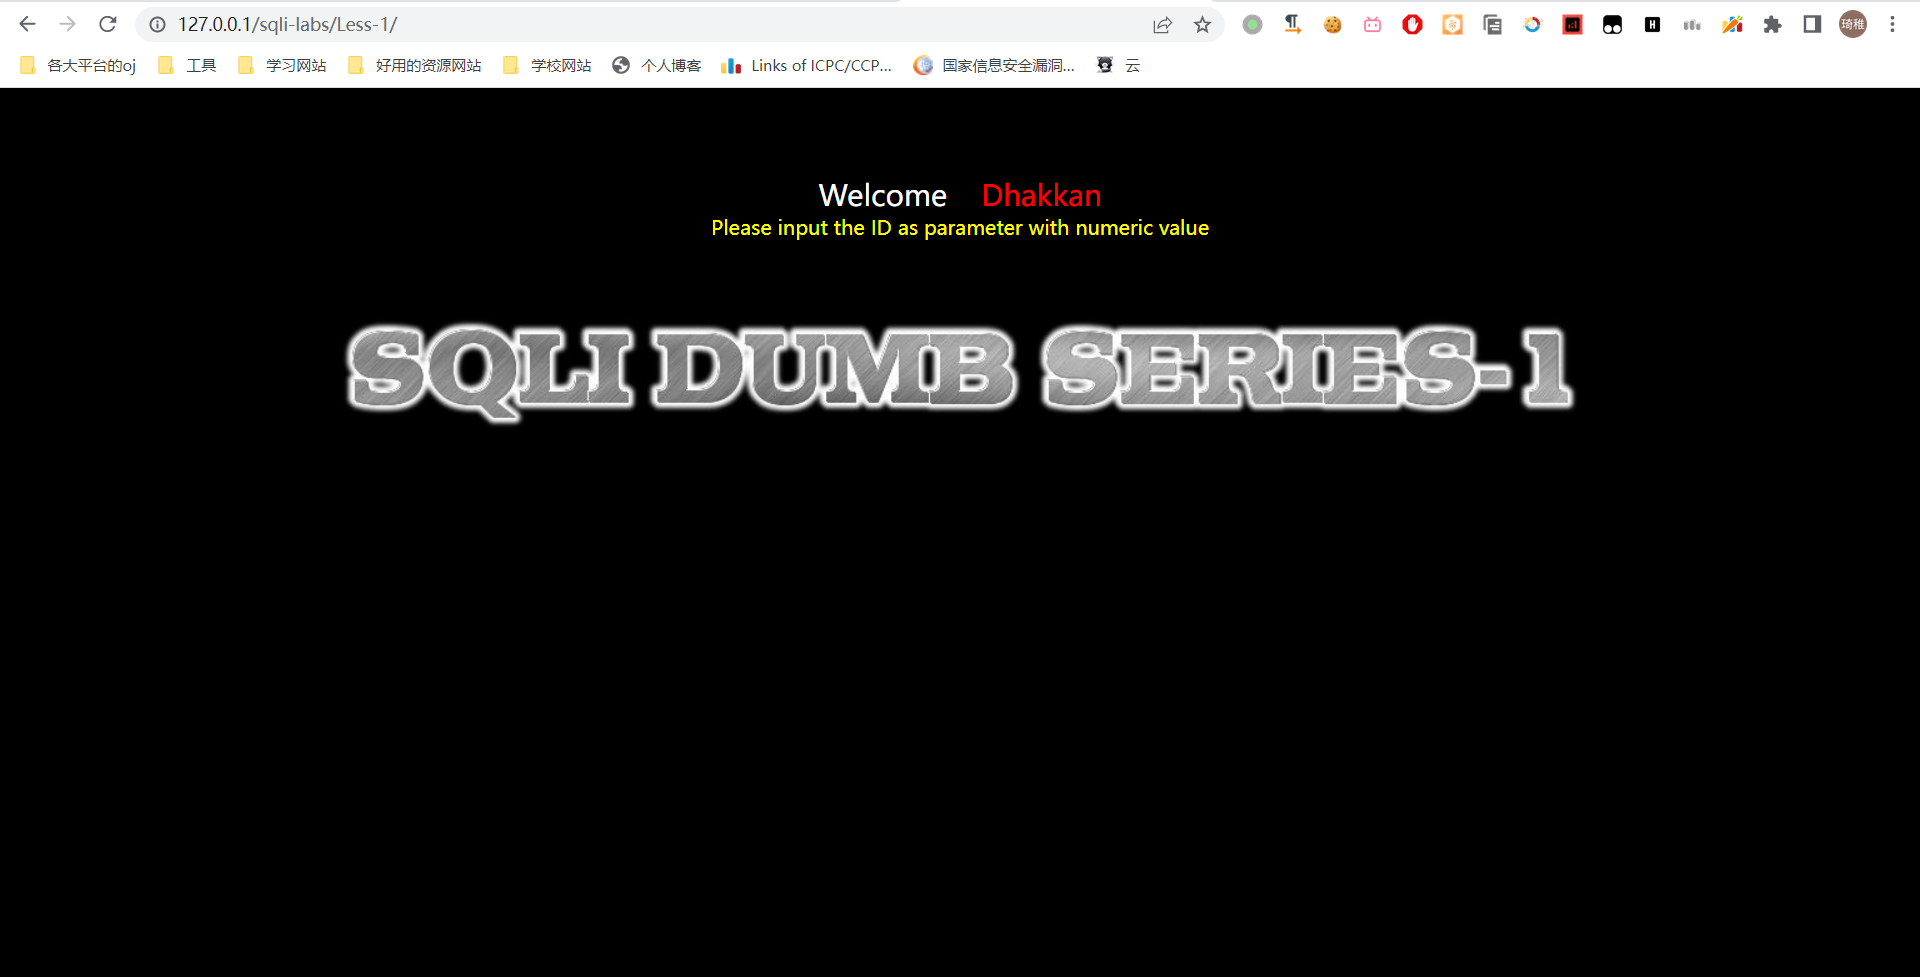 127.0.0.1/sqli-labs/Less-1/
琦稚
各大平台的oj 工具 学习网站 好用的资源网站 学校网站 个人博客 Links of ICPC/CCP... 国家信息安全漏洞... 云
Welcome Dhakkan
Please input the ID as parameter with numeric value
SQLI DUMB SERIES-1